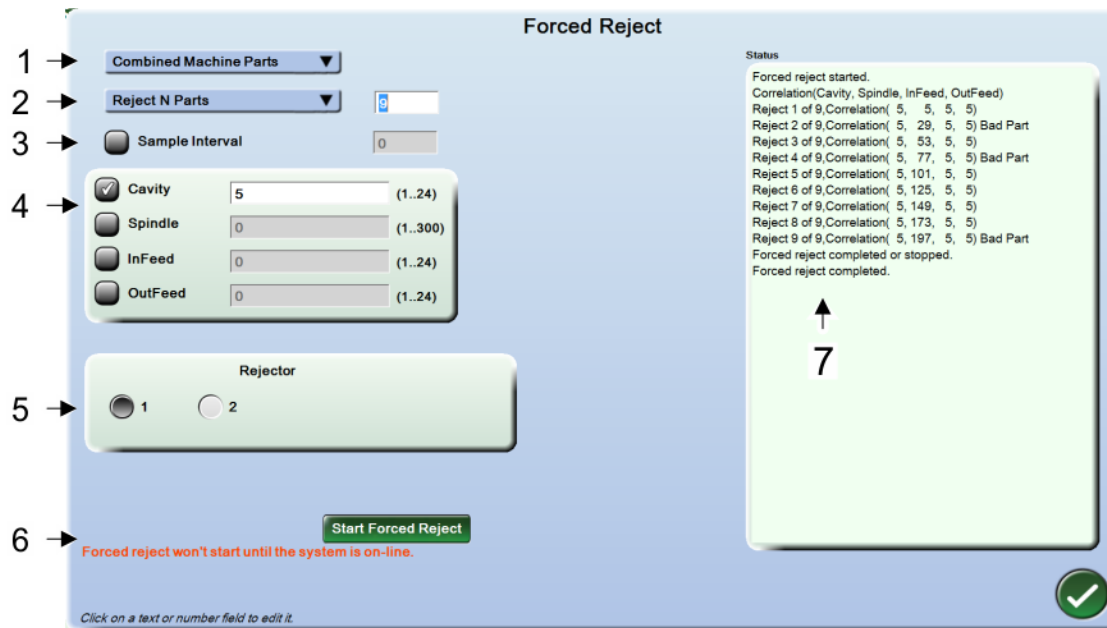 Forced Reject
1
Combined Machine Parts
2
Reject N Parts
9
3
Sample Interval
0
4
Cavity
5
(1..24)
Spindle
0
(1..300)
InFeed
0
(1..24)
OutFeed
0
(1..24)
5
Rejector
1
2
6
Start Forced Reject
Forced reject won't start until the system is on-line.
Click on a text or number field to edit it.
Status
Forced reject started.
Correlation(Cavity, Spindle, InFeed, OutFeed)
Reject 1 of 9,Correlation( 5, 5, 5, 5)
Reject 2 of 9,Correlation( 5, 29, 5, 5) Bad Part
Reject 3 of 9,Correlation( 5, 53, 5, 5)
Reject 4 of 9,Correlation( 5, 77, 5, 5) Bad Part
Reject 5 of 9,Correlation( 5, 101, 5, 5)
Reject 6 of 9,Correlation( 5, 125, 5, 5)
Reject 7 of 9,Correlation( 5, 149, 5, 5)
Reject 8 of 9,Correlation( 5, 173, 5, 5)
Reject 9 of 9,Correlation( 5, 197, 5, 5) Bad Part
Forced reject completed or stopped.
Forced reject completed.
7